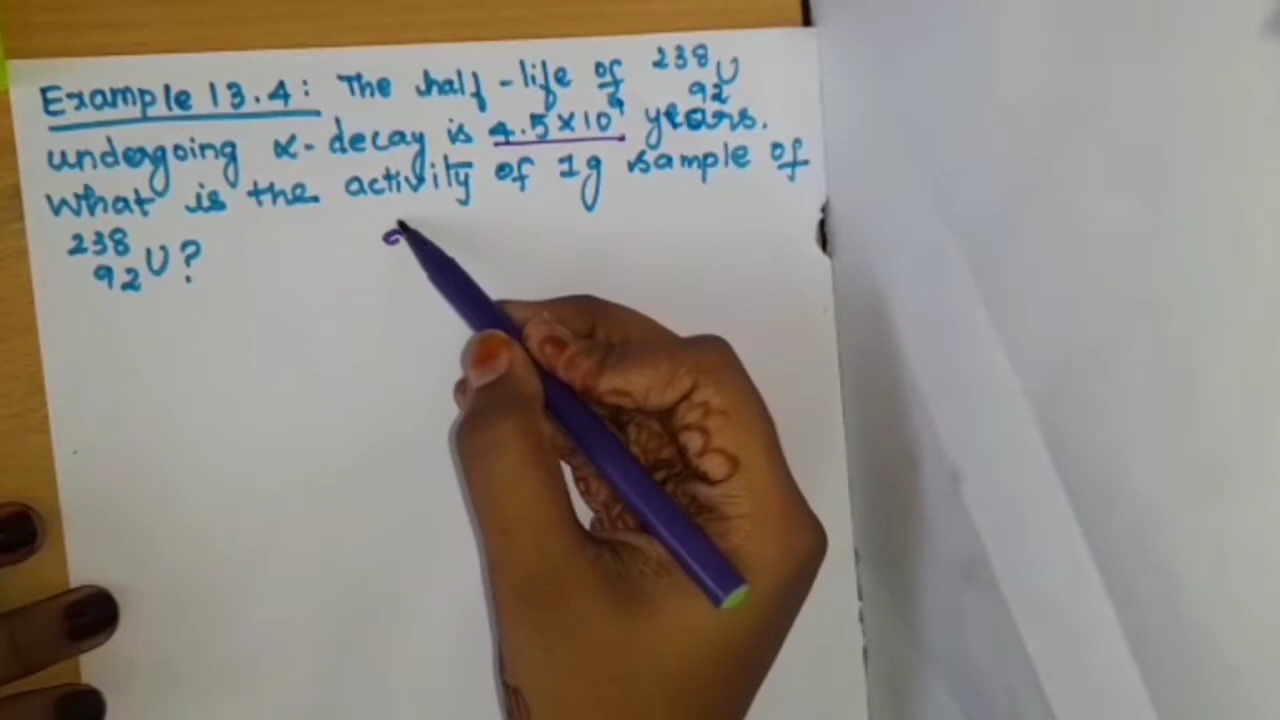 Example 13.4: The half-life of ²³⁸₉₂U
undergoing α-decay is 4.5×10⁹ years.
What is the activity of 1g sample of
²³⁸₉₂U?